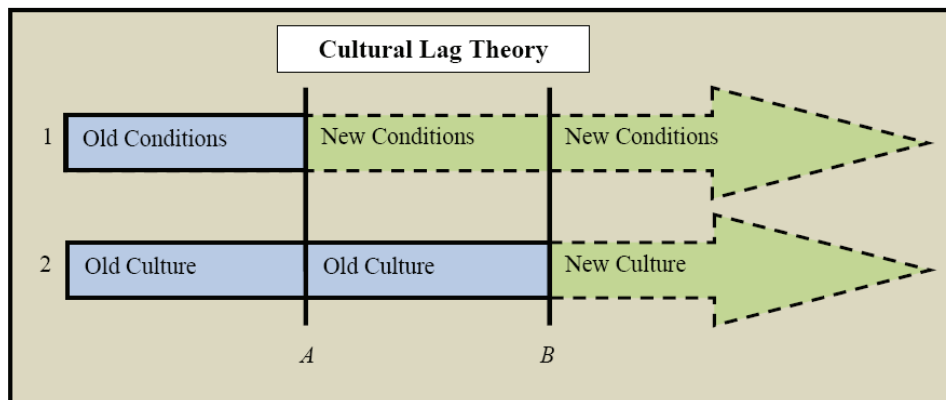 Cultural Lag Theory
1 Old Conditions New Conditions New Conditions
2 Old Culture Old Culture New Culture
A B